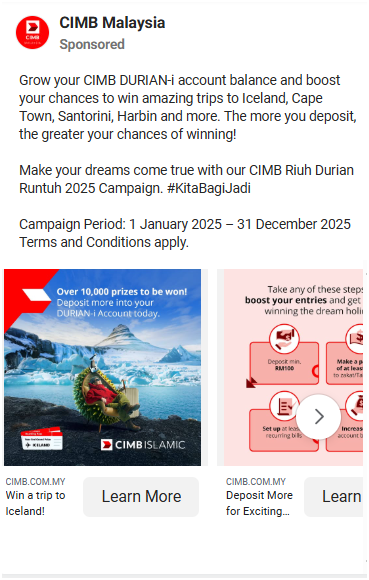 CIMB Malaysia
Sponsored
Grow your CIMB DURIAN-i account balance and boost
your chances to win amazing trips to Iceland, Cape
Town, Santorini, Harbin and more. The more you deposit,
the greater your chances of winning!
Make your dreams come true with our CIMB Riuh Durian
Runtuh 2025 Campaign. #KitaBagiJadi
Campaign Period: 1 January 2025 – 31 December 2025
Terms and Conditions apply.
Over 10,000 prizes to be won!
Deposit more into your
DURIAN-i Account today.
ICELAND
CIMB ISLAMIC
Take any of these step
boost your entries and get
winning the dream holi
Deposit min.
RM100
Make a p
of at leas
to zakat/Ta
Set up at least
recurring bills
Increas
account b
CIMB.COM.MY
Win a trip to
Iceland!
Learn More
CIMB.COM.MY
Deposit More
for Exciting...
Learn